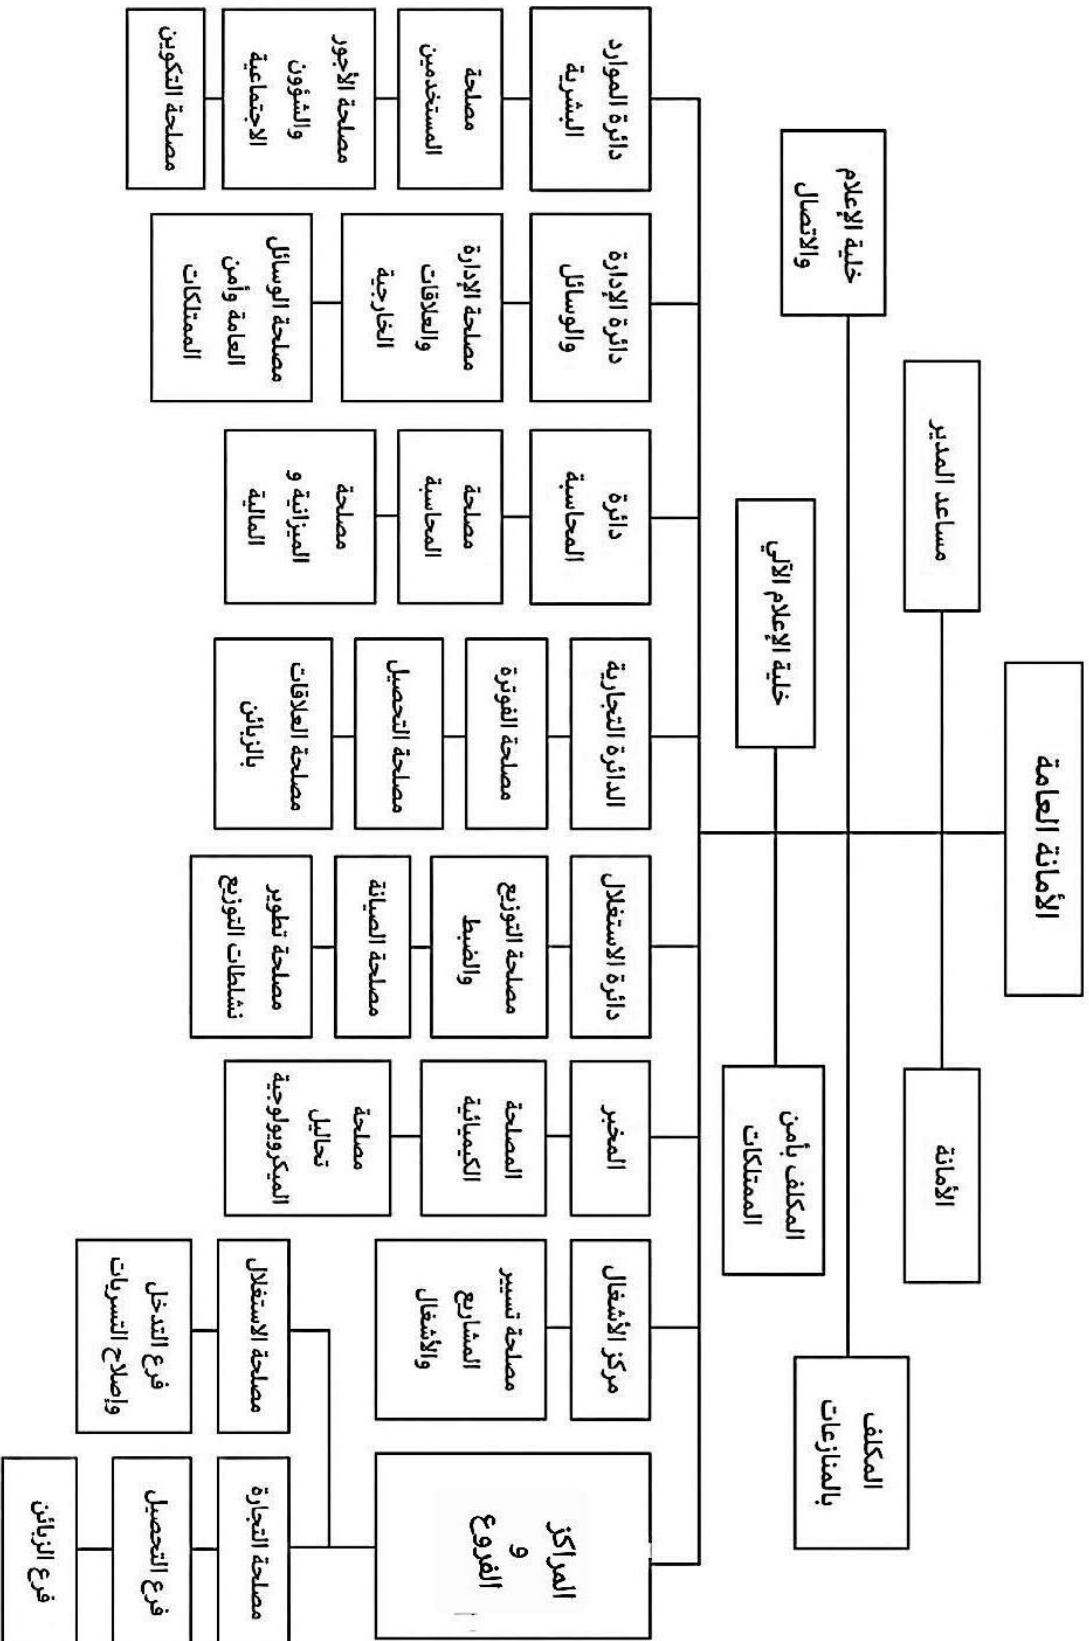 الأمانة العامة
مساعد المدير
الأمانة
خلية الإعلام
والاتصال
المكلف
بالمنازعات
خلية الإعلام الآلي
المكلف بأمن
الممتلكات
دائرة الموارد
البشرية
مصلحة
المستخدمين
مصلحة الأجور
والشؤون
الاجتماعية
مصلحة التكوين
دائرة الإدارة
والوسائل
مصلحة الإدارة
والعلاقات
الخارجية
مصلحة الوسائل
العامة وأمن
الممتلكات
دائرة
المحاسبة
مصلحة
المحاسبة
مصلحة
الميزانية و
المالية
الدائرة التجارية
مصلحة الفوترة
مصلحة التحصيل
مصلحة العلاقات
بالزبائن
دائرة الاستغلال
مصلحة التوزيع
والضبط
مصلحة الصيانة
مصلحة تطوير
نشلطات التوزيع
المخبر
المصلحة
الكيميائية
مصلحة
تحاليل
الميكروبولوجية
مركز الأشغال
مصلحة تسيير
المشاريع
والأشغال
المراكز
و
الفروع
مصلحة الاستغلال
فرع التدخل
وإصلاح التسربات
مصلحة التجارة
فرع التحصيل
فرع الزبائن